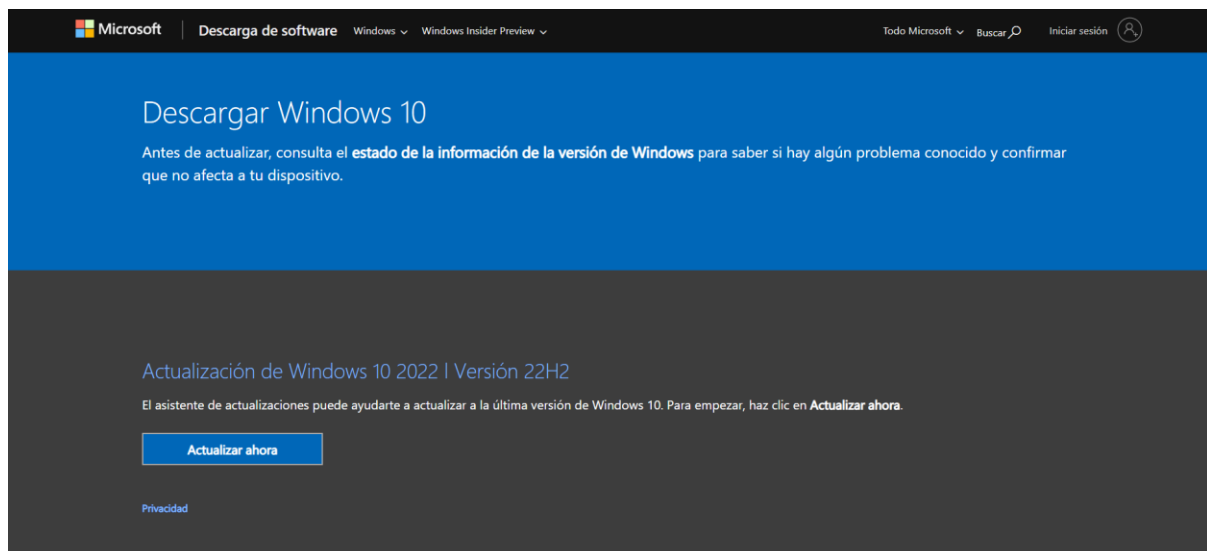 Microsoft Descarga de software Windows Windows Insider Preview Todo Microsoft Buscar Iniciar sesión
Descargar Windows 10
Antes de actualizar, consulta el estado de la información de la versión de Windows para saber si hay algún problema conocido y confirmar
que no afecta a tu dispositivo.
Actualización de Windows 10 2022 l Versión 22H2
El asistente de actualizaciones puede ayudarte a actualizar a la última versión de Windows 10. Para empezar, haz clic en Actualizar ahora.
Actualizar ahora
Privacidad